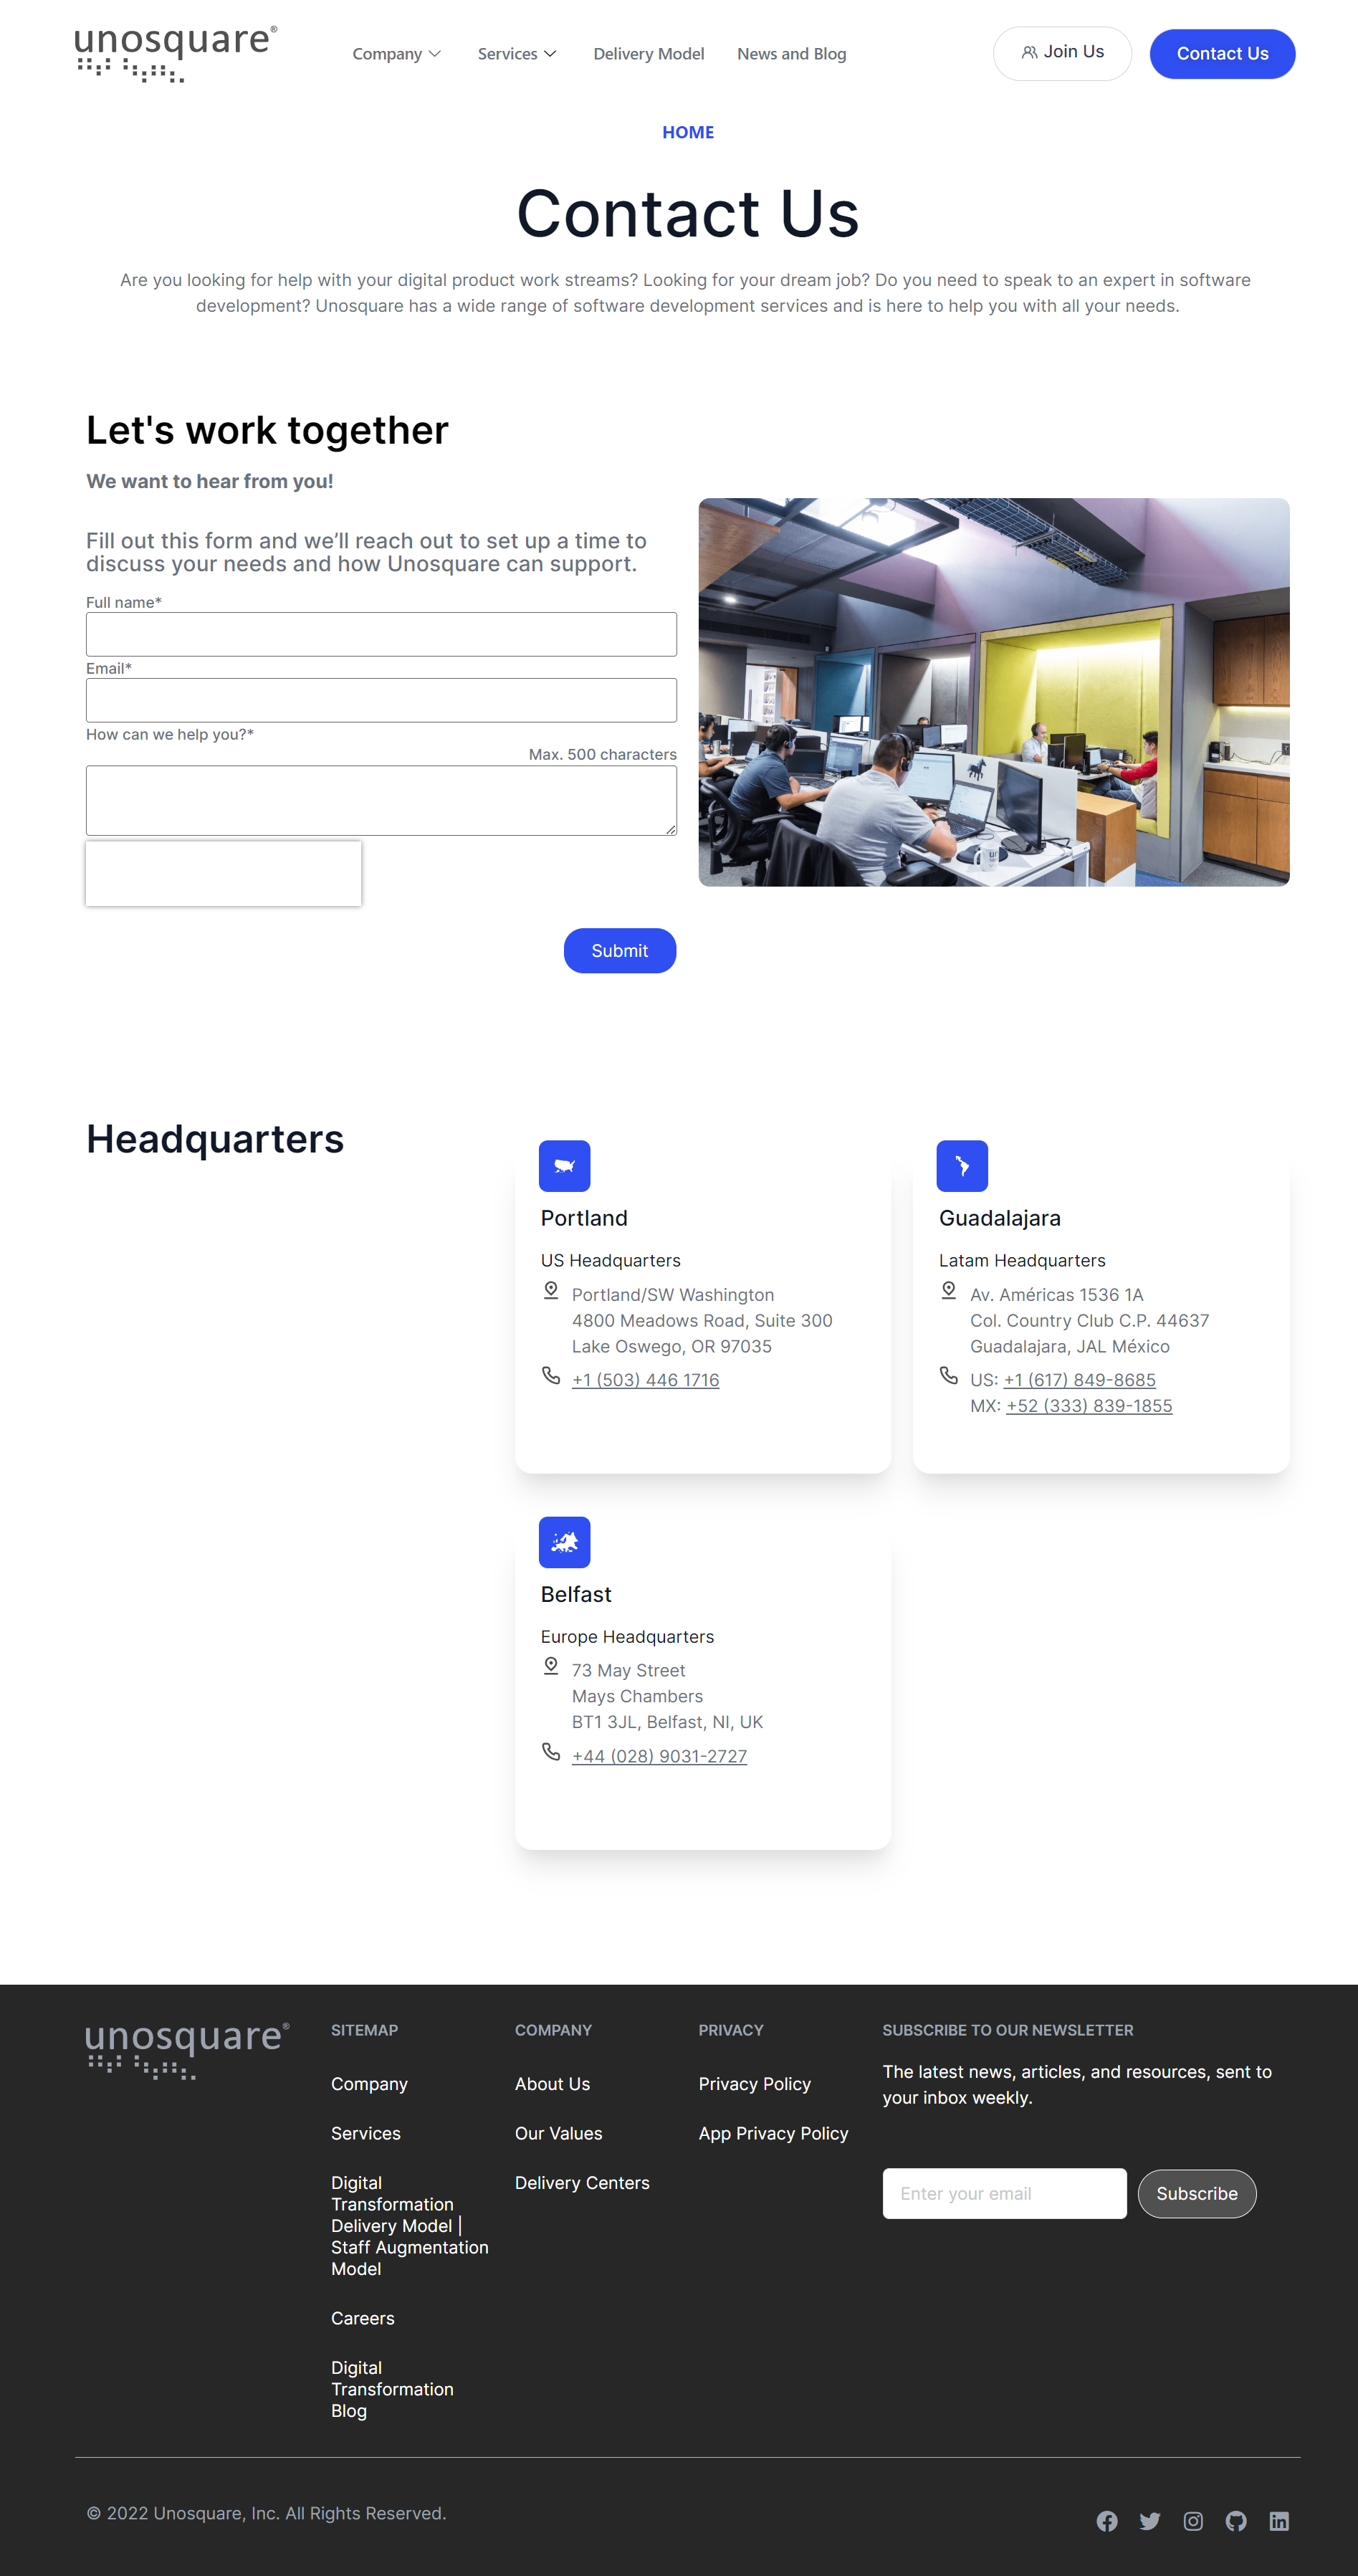 unosquare®
Company
Services
Delivery Model
News and Blog
Join Us
Contact Us
HOME
Contact Us
Are you looking for help with your digital product work streams? Looking for your dream job? Do you need to speak to an expert in software
development? Unosquare has a wide range of software development services and is here to help you with all your needs.
Let's work together
We want to hear from you!
Fill out this form and we’ll reach out to set up a time to
discuss your needs and how Unosquare can support.
Full name*
Email*
How can we help you?*
Max. 500 characters
Submit
Headquarters
Portland
US Headquarters
Portland/SW Washington
4800 Meadows Road, Suite 300
Lake Oswego, OR 97035
+1 (503) 446 1716
Guadalajara
Latam Headquarters
Av. Américas 1536 1A
Col. Country Club C.P. 44637
Guadalajara, JAL México
US: +1 (617) 849-8685
MX: +52 (333) 839-1855
Belfast
Europe Headquarters
73 May Street
Mays Chambers
BT1 3JL, Belfast, NI, UK
+44 (028) 9031-2727
unosquare®
SITEMAP
Company
Services
Digital
Transformation
Delivery Model |
Staff Augmentation
Model
Careers
Digital
Transformation
Blog
COMPANY
About Us
Our Values
Delivery Centers
PRIVACY
Privacy Policy
App Privacy Policy
SUBSCRIBE TO OUR NEWSLETTER
The latest news, articles, and resources, sent to
your inbox weekly.
Enter your email
Subscribe
© 2022 Unosquare, Inc. All Rights Reserved.